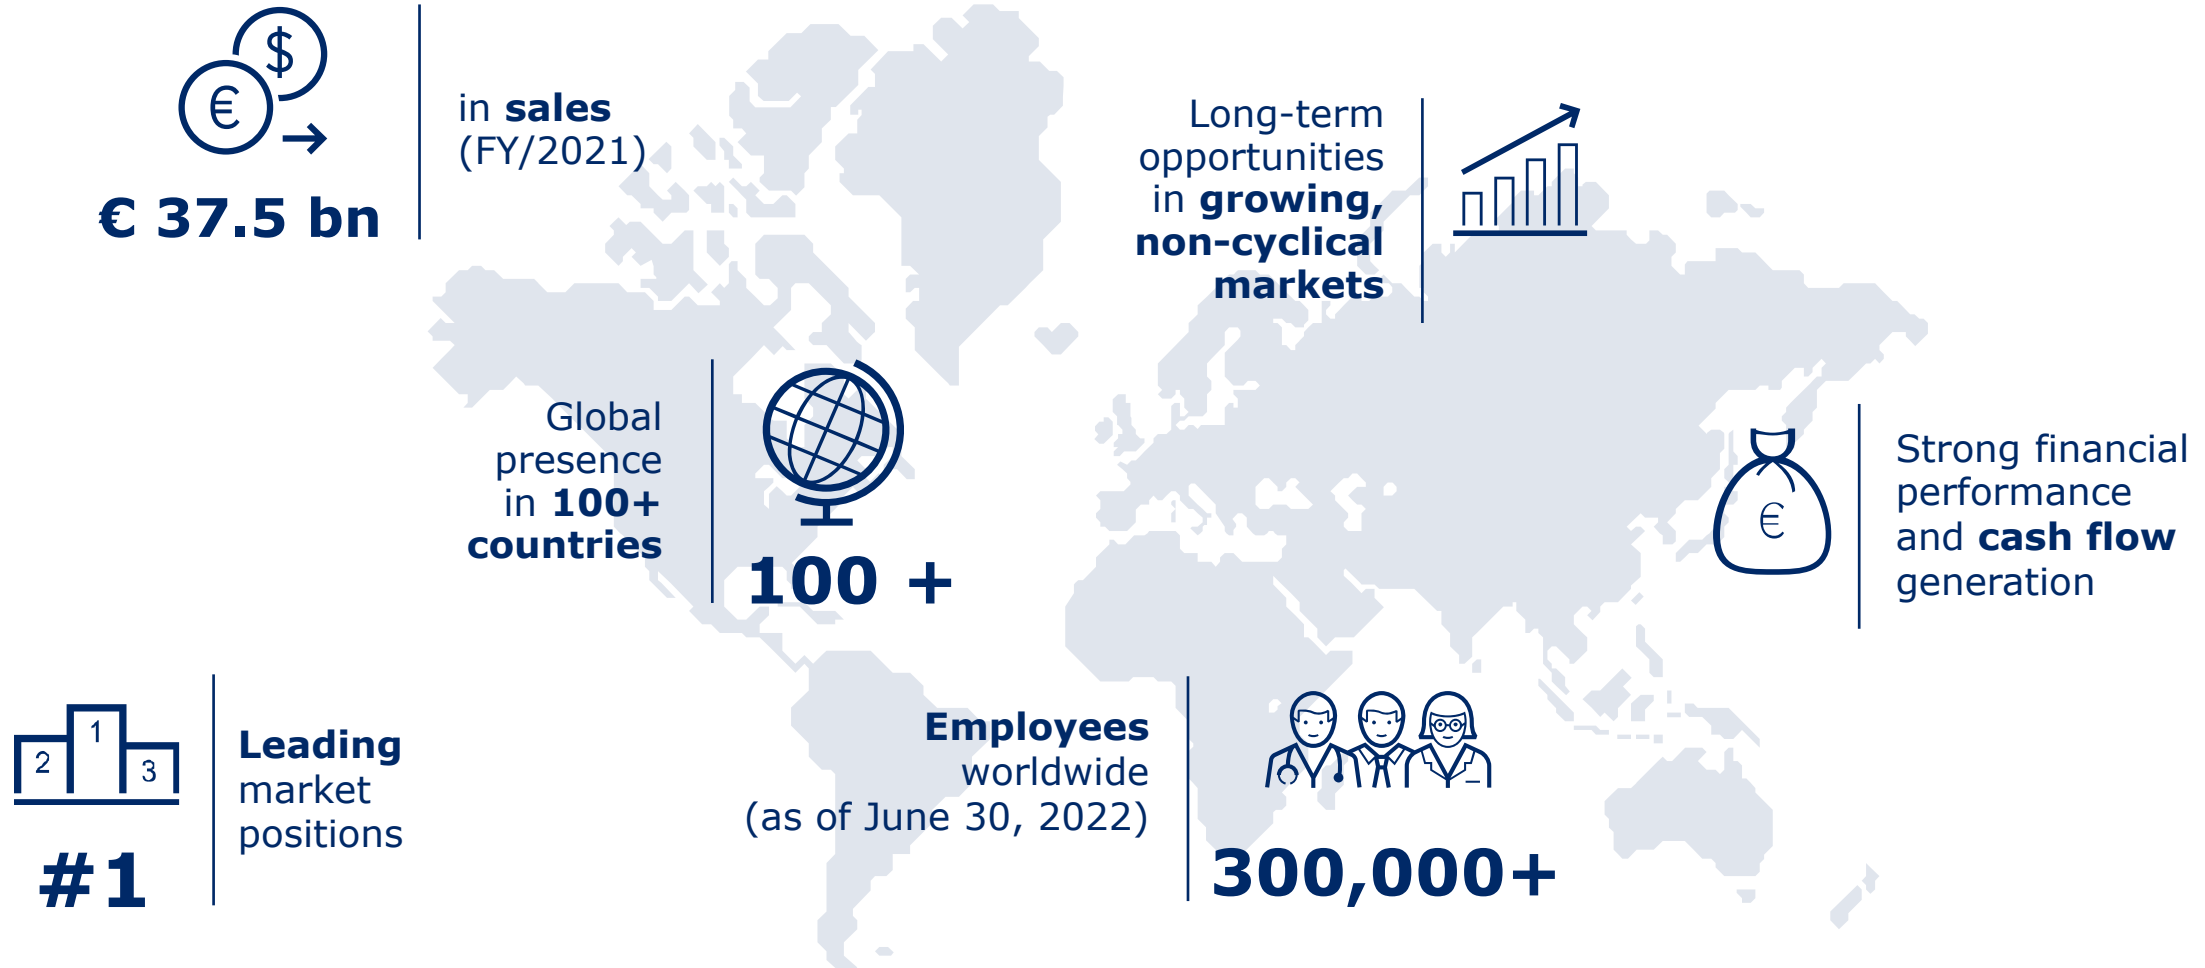 $
€
€ 37.5 bn
in sales
(FY/2021)
Long-term
opportunities
in growing,
non-cyclical
markets
Global
presence
in 100+
countries
100 +
€
Strong financial
performance
and cash flow
generation
1
2
3
#1
Leading
market
positions
Employees
worldwide
(as of June 30, 2022)
300,000+